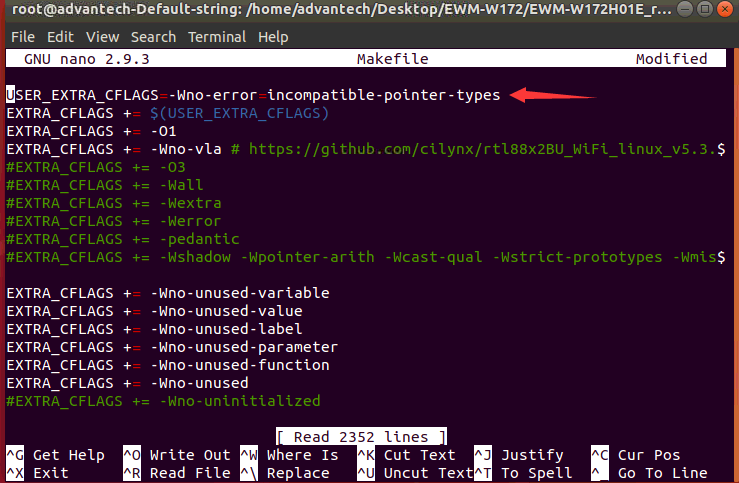 root@advantech-Default-string: /home/advantech/Desktop/EWM-W172/EWM-W172H01E_r...
File Edit View Search Terminal Help
GNU nano 2.9.3 Makefile Modified
USER_EXTRA_CFLAGS=-Wno-error=incompatible-pointer-types
EXTRA_CFLAGS += $(USER_EXTRA_CFLAGS)
EXTRA_CFLAGS += -O1
EXTRA_CFLAGS += -Wno-vla # https://github.com/cilynx/rtl88x2BU_WiFi_linux_v5.3.$
#EXTRA_CFLAGS += -O3
#EXTRA_CFLAGS += -Wall
#EXTRA_CFLAGS += -Wextra
#EXTRA_CFLAGS += -Werror
#EXTRA_CFLAGS += -pedantic
#EXTRA_CFLAGS += -Wshadow -Wpointer-arith -Wcast-qual -Wstrict-prototypes -Wmis$
EXTRA_CFLAGS += -Wno-unused-variable
EXTRA_CFLAGS += -Wno-unused-value
EXTRA_CFLAGS += -Wno-unused-label
EXTRA_CFLAGS += -Wno-unused-parameter
EXTRA_CFLAGS += -Wno-unused-function
EXTRA_CFLAGS += -Wno-unused
#EXTRA_CFLAGS += -Wno-uninitialized
[ Read 2352 lines ]
^G Get Help ^O Write Out ^W Where Is ^K Cut Text ^J Justify ^C Cur Pos
^X Exit ^R Read File ^\ Replace ^U Uncut Text ^T To Spell ^_ Go To Line